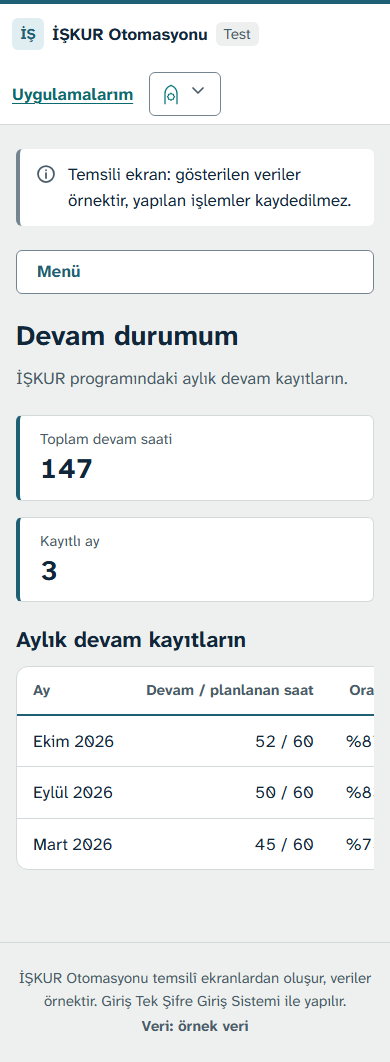 İŞ İŞKUR Otomasyonu Test
Uygulamalarım
Temsili ekran: gösterilen veriler
örnektir, yapılan işlemler kaydedilmez.
Menü
Devam durumum
İŞKUR programındaki aylık devam kayıtların.
Toplam devam saati
147
Kayıtlı ay
3
Aylık devam kayıtların
Ay Devam / planlanan saat
Ekim 2026 52 / 60
Eylül 2026 50 / 60
Mart 2026 45 / 60
İŞKUR Otomasyonu temsilî ekranlardan oluşur, veriler
örnektir. Giriş Tek Şifre Giriş Sistemi ile yapılır.
Veri: örnek veri